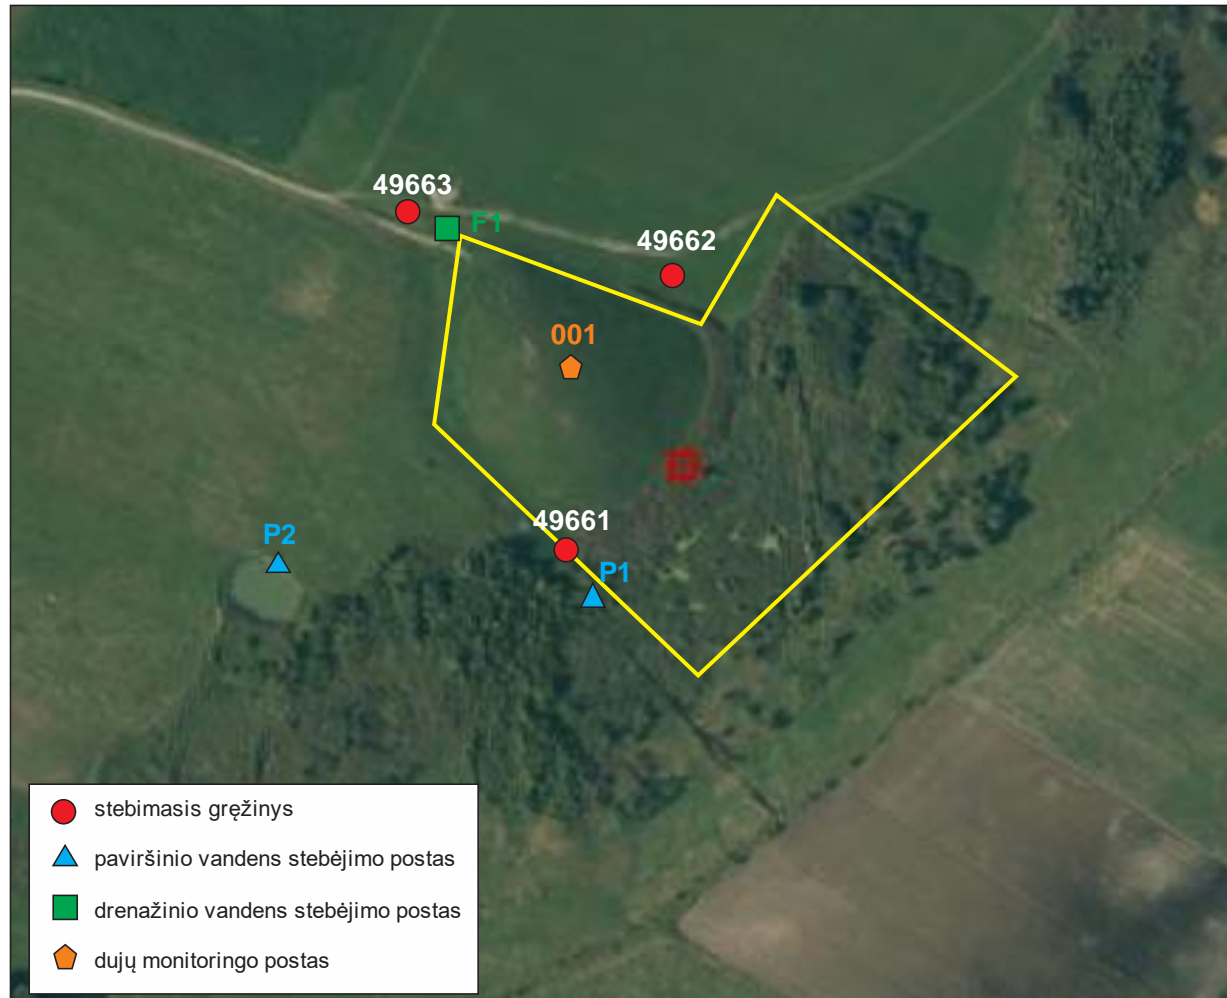 49663
F1
49662
001
49661
P2
P1
stebimasis gręžinys
paviršinio vandens stebėjimo postas
drenažinio vandens stebėjimo postas
dujų monitoringo postas